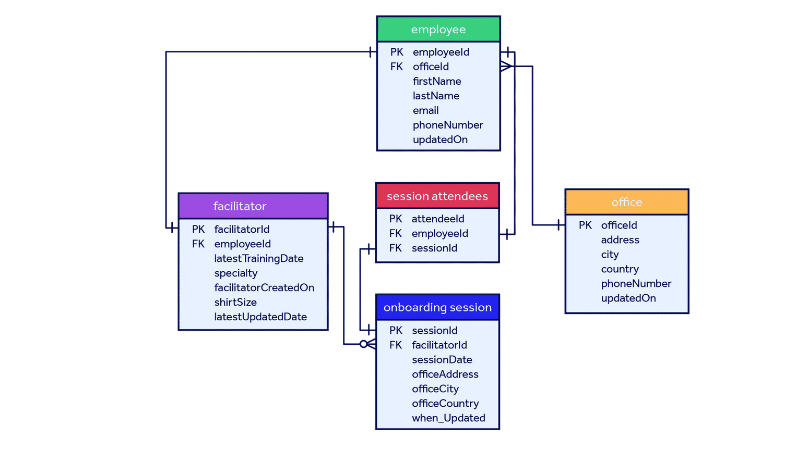 employee
PK employeeId
FK officeId
firstName
lastName
email
phoneNumber
updatedOn
facilitator
PK facilitatorId
FK employeeId
latestTrainingDate
specialty
facilitatorCreatedOn
shirtSize
latestUpdatedDate
session attendees
PK attendeeId
FK employeeId
FK sessionId
office
PK officeId
address
city
country
phoneNumber
updatedOn
onboarding session
PK sessionId
FK facilitatorId
sessionDate
officeAddress
officeCity
officeCountry
when_Updated